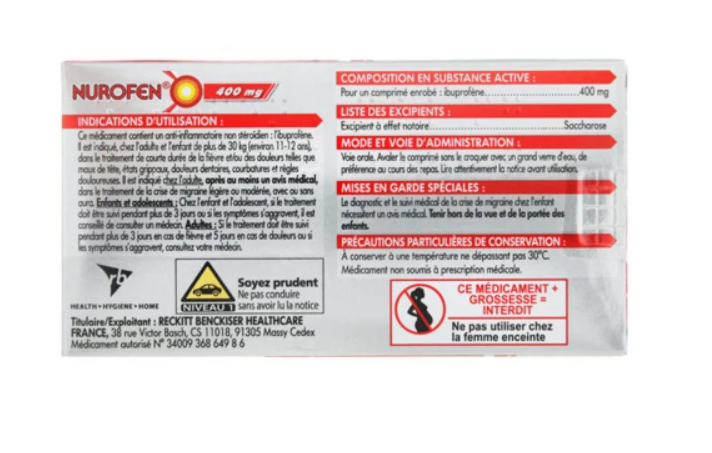 NUROFEN® 400 mg
INDICATIONS D'UTILISATION :
Ce médicament contient un anti-inflammatoire non stéroïdien : l'ibuprofène.
Il est indiqué, chez l'adulte et l'enfant de plus de 30 kg (environ 11-12 ans),
dans le traitement de courte durée de la fièvre et/ou des douleurs telles que
maux de tête, états grippaux, douleurs dentaires, courbatures et règles
douloureuses. Il est indiqué chez l'adulte, après au moins un avis médical,
dans le traitement de la crise de migraine légère ou modérée, avec ou sans
aura. Enfants et adolescents : Chez l'enfant et l'adolescent, si le traitement
doit être suivi pendant plus de 3 jours ou si les symptômes s'aggravent, il est
conseillé de consulter un médecin. Adultes : Si le traitement doit être suivi
pendant plus de 3 jours en cas de fièvre et 5 jours en cas de douleurs ou si
les symptômes s'aggravent, consultez votre médecin.
rb
HEALTH • HYGIENE • HOME
NIVEAU 1
Soyez prudent
Ne pas conduire
sans avoir lu la notice
Titulaire/Exploitant : RECKITT BENCKISER HEALTHCARE
FRANCE, 38 rue Victor Basch, CS 11018, 91305 Massy Cedex
Médicament autorisé N° 34009 368 649 8 6
COMPOSITION EN SUBSTANCE ACTIVE :
Pour un comprimé enrobé : ibuprofène..............................400 mg
LISTE DES EXCIPIENTS :
Excipient à effet notoire..............................Saccharose
MODE ET VOIE D'ADMINISTRATION :
Voie orale. Avaler le comprimé sans le croquer avec un grand verre d'eau, de
préférence au cours des repas. Lire attentivement la notice avant utilisation.
MISES EN GARDE SPÉCIALES :
Le diagnostic et le suivi médical de la crise de migraine chez l'enfant
nécessitent un avis médical. Tenir hors de la vue et de la portée des
enfants.
PRÉCAUTIONS PARTICULIÈRES DE CONSERVATION :
À conserver à une température ne dépassant pas 30°C.
Médicament non soumis à prescription médicale.
CE MÉDICAMENT +
GROSSESSE =
INTERDIT
Ne pas utiliser chez
la femme enceinte